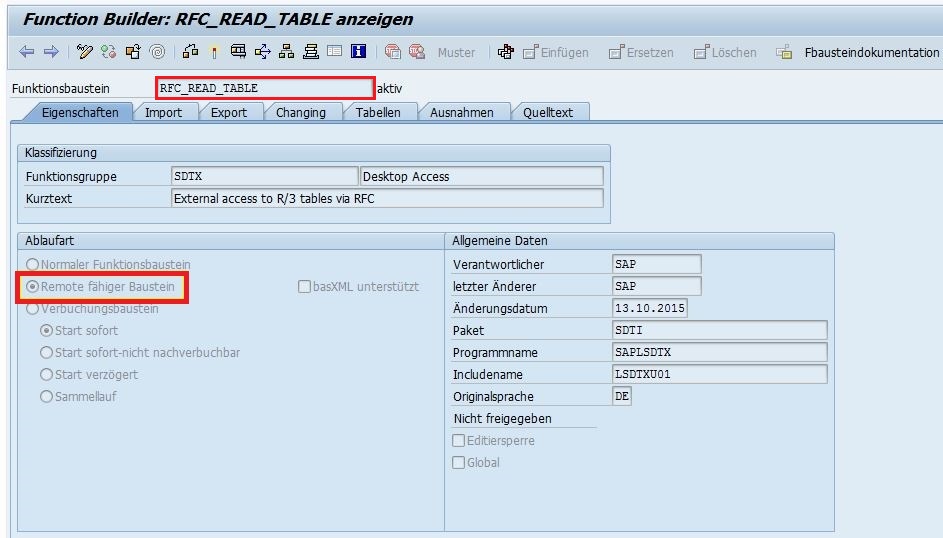 Function Builder: RFC_READ_TABLE anzeigen
Muster Einfügen Ersetzen Löschen Fbausteindokumentation
Funktionsbaustein RFC_READ_TABLE aktiv
Eigenschaften Import Export Changing Tabellen Ausnahmen Quelltext
Klassifizierung
Funktionsgruppe SDTX Desktop Access
Kurztext External access to R/3 tables via RFC
Ablaufart
Normaler Funktionsbaustein
Remote fähiger Baustein basXML unterstützt
Verbuchungsbaustein
Start sofort
Start sofort-nicht nachverbuchbar
Start verzögert
Sammellauf
Allgemeine Daten
Verantwortlicher SAP
letzter Änderer SAP
Änderungsdatum 13.10.2015
Paket SDTI
Programmname SAPLSDTX
Includename LSDTXU01
Originalsprache DE
Nicht freigegeben
Editiersperre
Global